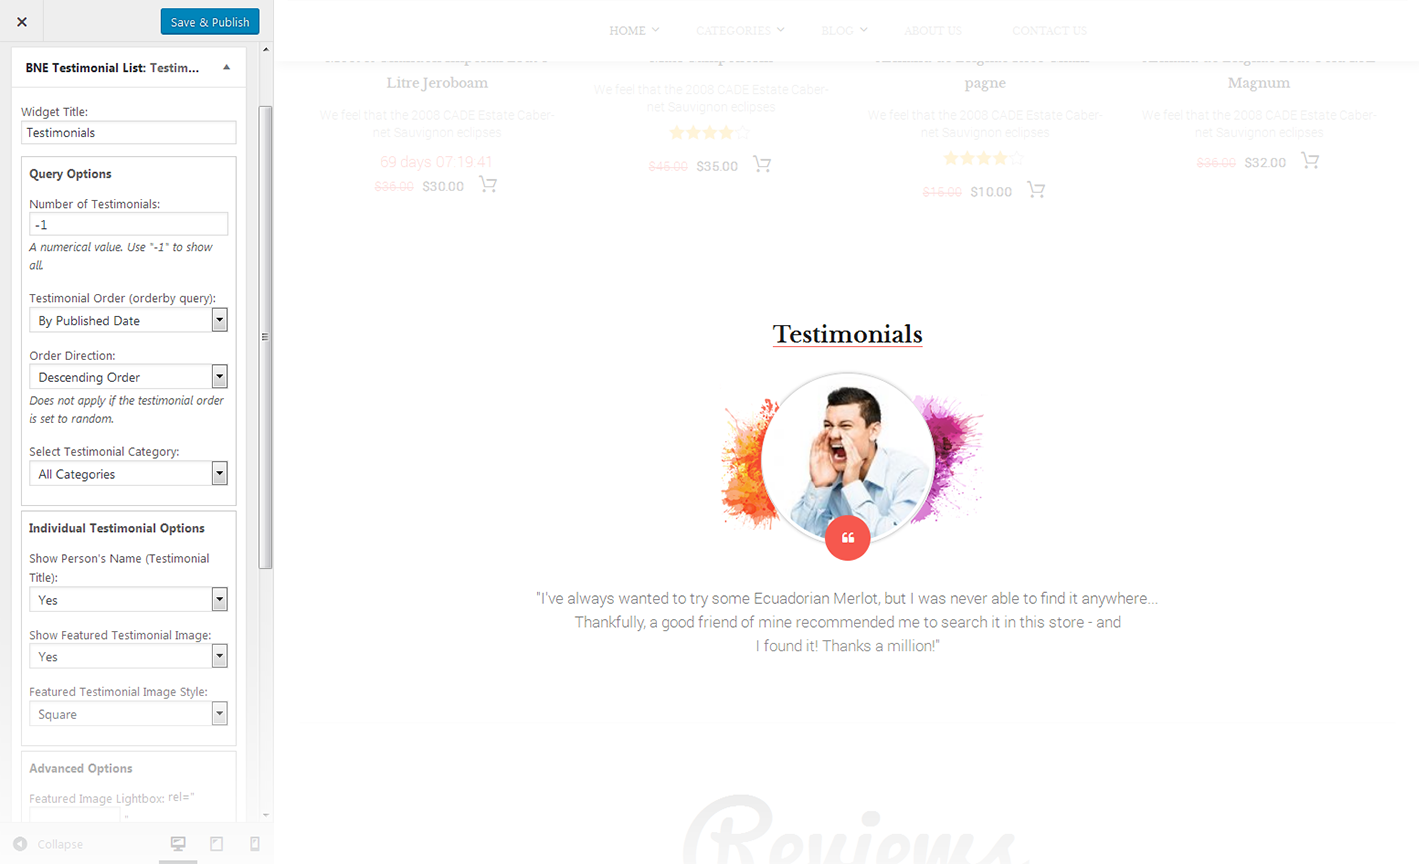 Save & Publish
BNE Testimonial List: Testim...
Widget Title:
Testimonials
Query Options
Number of Testimonials:
-1
A numerical value. Use "-1" to show
all.
Testimonial Order (orderby query):
By Published Date
Order Direction:
Descending Order
Does not apply if the testimonial order
is set to random.
Select Testimonial Category:
All Categories
Individual Testimonial Options
Show Person's Name (Testimonial
Title):
Yes
Show Featured Testimonial Image:
Yes
Featured Testimonial Image Style:
Square
Advanced Options
Featured Image Lightbox: rel="
"
Collapse
HOME CATEGORIES BLOG ABOUT US CONTACT US
Litre Jeroboam
We feel that the 2008 CADE Estate Caber-
net Sauvignon eclipses
69 days 07:19:41
$36.00 $30.00
We feel that the 2008 CADE Estate Caber-
net Sauvignon eclipses
$45.00 $35.00
pagne
We feel that the 2008 CADE Estate Caber-
net Sauvignon eclipses
$15.00 $10.00
Magnum
We feel that the 2008 CADE Estate Caber-
net Sauvignon eclipses
$36.00 $32.00
Testimonials
"I've always wanted to try some Ecuadorian Merlot, but I was never able to find it anywhere...
Thankfully, a good friend of mine recommended me to search it in this store - and
I found it! Thanks a million!"
Reviews